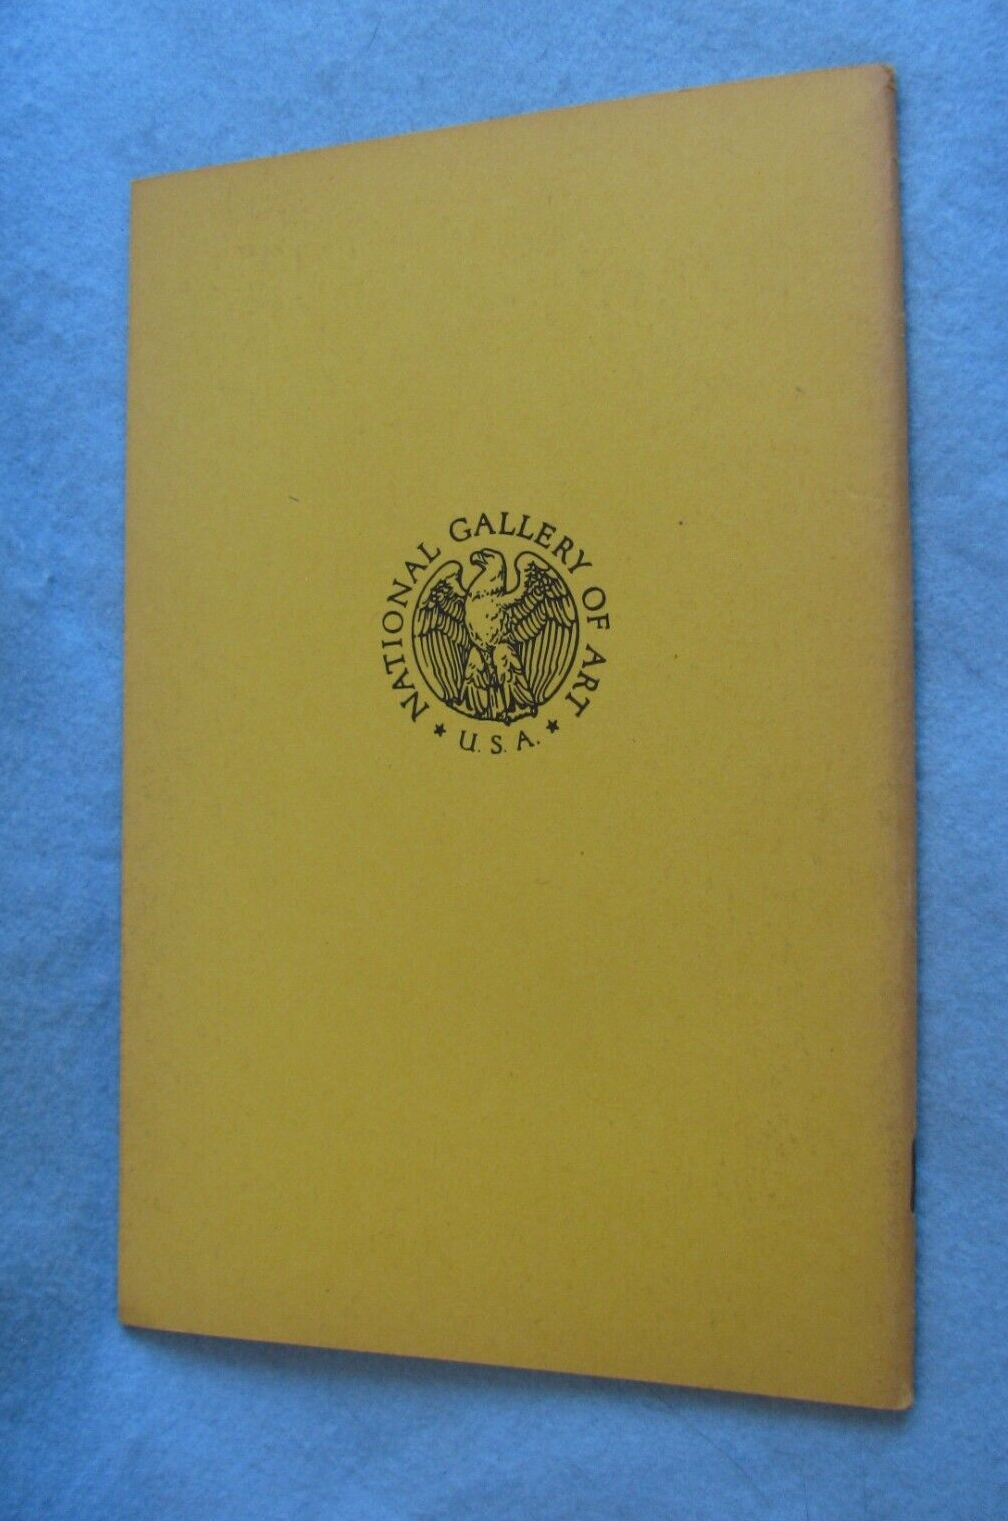 NATIONAL GALLERY OF ART
★ U.S.A. ★